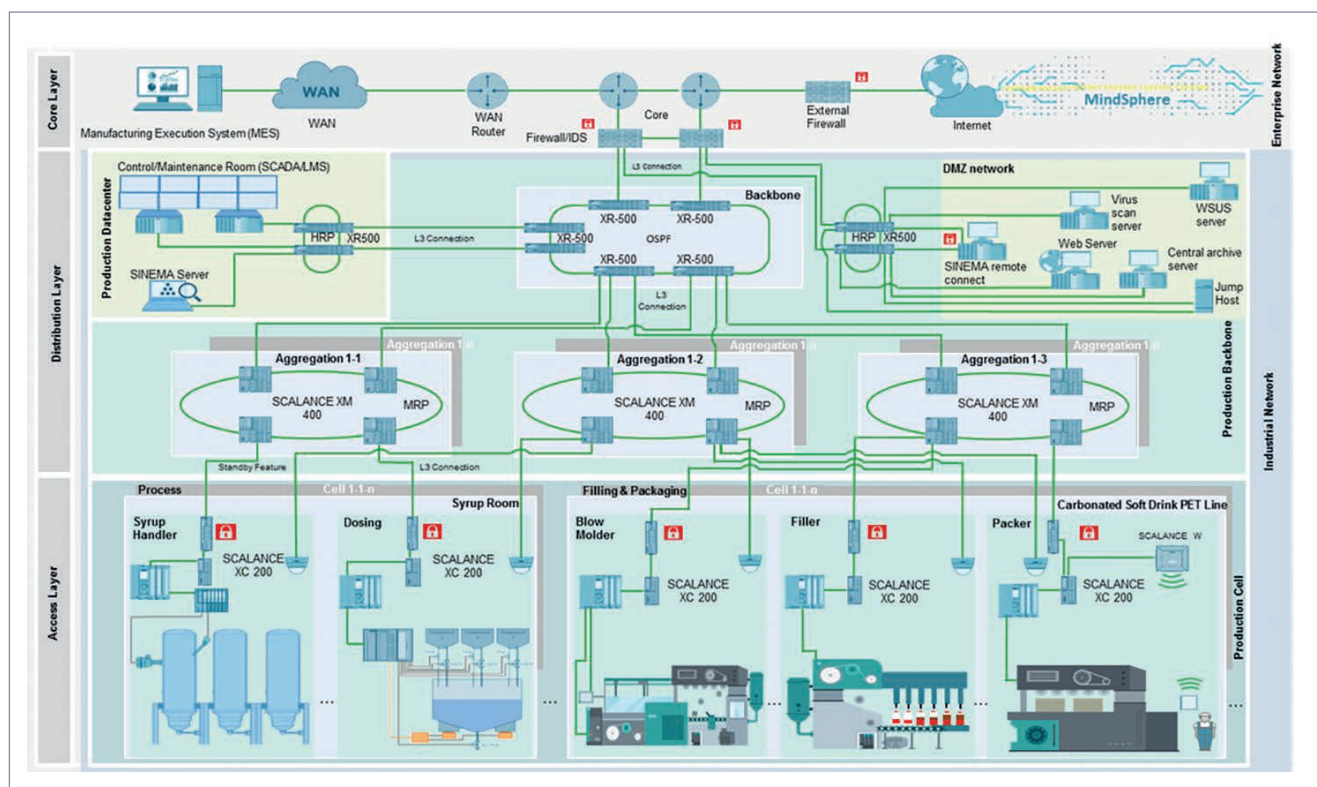 Core Layer
Manufacturing Execution System (MES)
WAN
WAN
WAN
Router
Core
Firewall/IDS
External
Firewall
Internet
MindSphere
Enterprise Network
Distribution Layer
Production Datacenter
Control/Maintenance Room (SCADA/LMS)
HRP
XR500
SINEMA Server
L3 Connection
L3 Connection
Backbone
XR-500
XR-500
XR-500
OSPF
XR-500
XR-500
L3
Connection
DMZ network
HRP
XR500
Virus
scan
server
WSUS
server
SINEMA remote
connect
Web Server
Central archive
server
Jump
Host
Aggregation 1-n
Aggregation 1-1
SCALANCE XM
400
MRP
Aggregation 1-n
Aggregation 1-2
SCALANCE XM
400
MRP
Aggregation 1-n
Aggregation 1-3
SCALANCE XM
400
MRP
Production Backbone
Industrial Network
Standby Feature
L3 Connection
Access Layer
Process
Cell 1-1-n
Syrup Room
Syrup
Handler
SCALANCE
XC 200
...
Dosing
SCALANCE
XC 200
...
Filling & Packaging
Cell 1-1-n
Carbonated Soft Drink PET Line
Blow
Molder
SCALANCE
XC 200
...
Filler
SCALANCE
XC 200
...
Packer
SCALANCE W
SCALANCE
XC 200
...
Production Cell